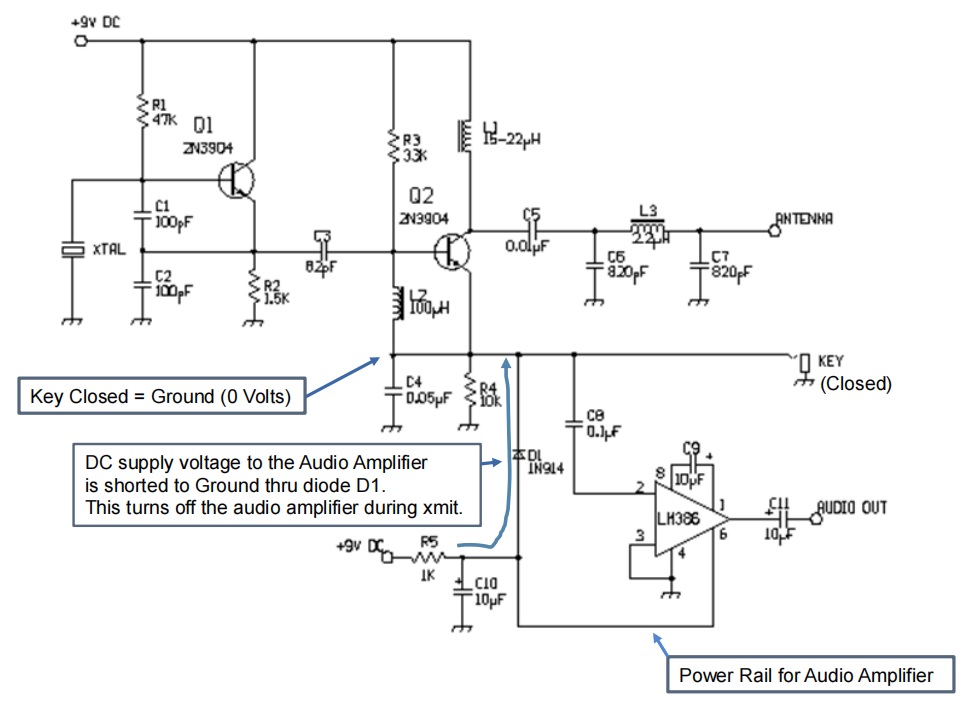 +9V DC
R1
47K
Q1
2N3904
R3
33K
L1
15-22µH
Q2
2N3904
C1
100pF
XTAL
C2
100pF
R2
1.5K
C3
82pF
L2
100µH
C5
0.01µF
L3
2.2µH
ANTENNA
C6
820pF
C7
820pF
Key Closed = Ground (0 Volts)
C4
0.05µF
R4
10K
KEY
(Closed)
DC supply voltage to the Audio Amplifier
is shorted to Ground thru diode D1.
This turns off the audio amplifier during xmit.
D1
1N914
C8
0.1µF
C9
+
10µF
8
2
LM386
1
6
3
4
+
C11
10µF
AUDIO OUT
+9V DC
R5
1K
+
C10
10µF
Power Rail for Audio Amplifier